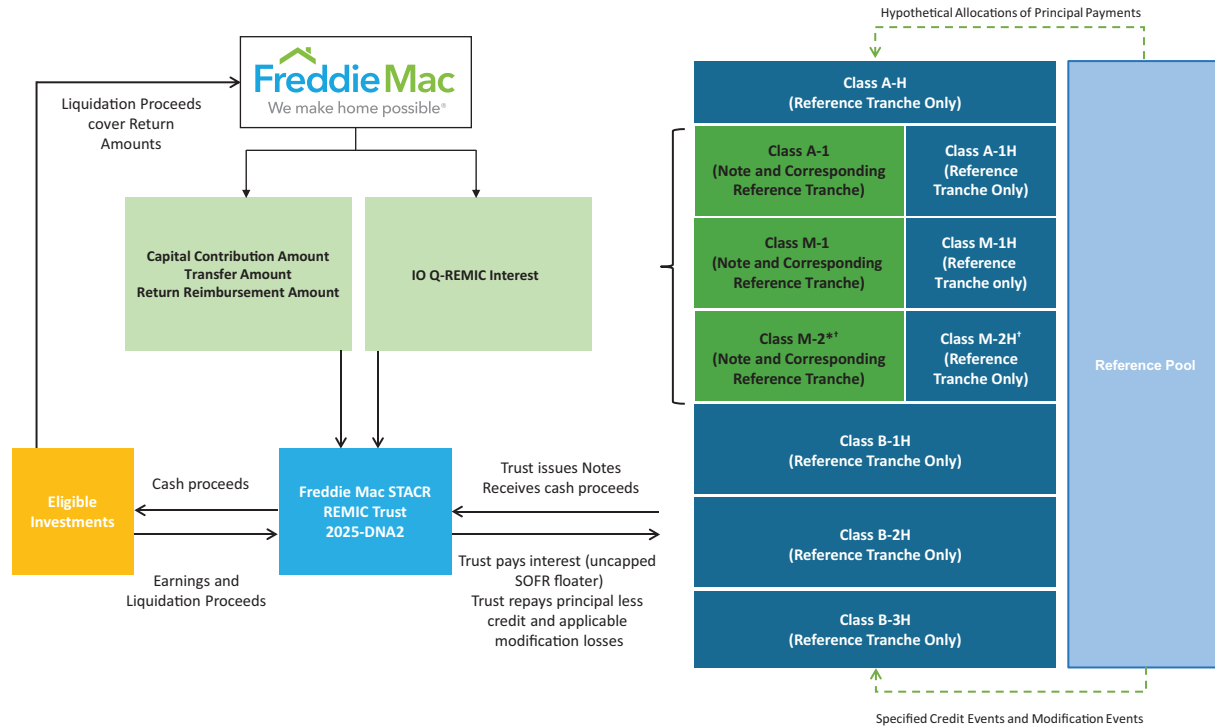 Hypothetical Allocations of Principal Payments
Freddie Mac
We make home possible®
Liquidation Proceeds
cover Return
Amounts
Capital Contribution Amount
Transfer Amount
Return Reimbursement Amount
IO Q-REMIC Interest
Eligible
Investments
Cash proceeds
Earnings and
Liquidation Proceeds
Freddie Mac STACR
REMIC Trust
2025-DNA2
Trust issues Notes
Receives cash proceeds
Trust pays interest (uncapped
SOFR floater)
Trust repays principal less
credit and applicable
modification losses
Class A-H
(Reference Tranche Only)
Class A-1
(Note and Corresponding
Reference Tranche)
Class A-1H
(Reference
Tranche Only)
Class M-1
(Note and Corresponding
Reference Tranche)
Class M-1H
(Reference
Tranche only)
Class M-2*†
(Note and Corresponding
Reference Tranche)
Class M-2H†
(Reference
Tranche Only)
Class B-1H
(Reference Tranche Only)
Class B-2H
(Reference Tranche Only)
Class B-3H
(Reference Tranche Only)
Reference Pool
Specified Credit Events and Modification Events